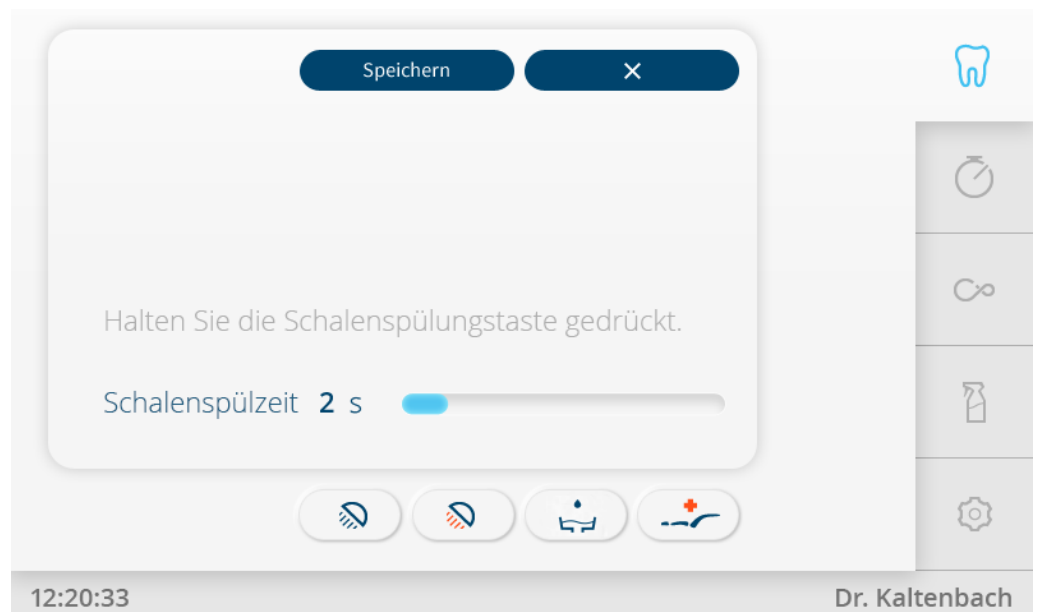 Speichern
Halten Sie die Schalenspülungstaste gedrückt.
Schalenspülzeit 2 s
12:20:33
Dr. Kaltenbach